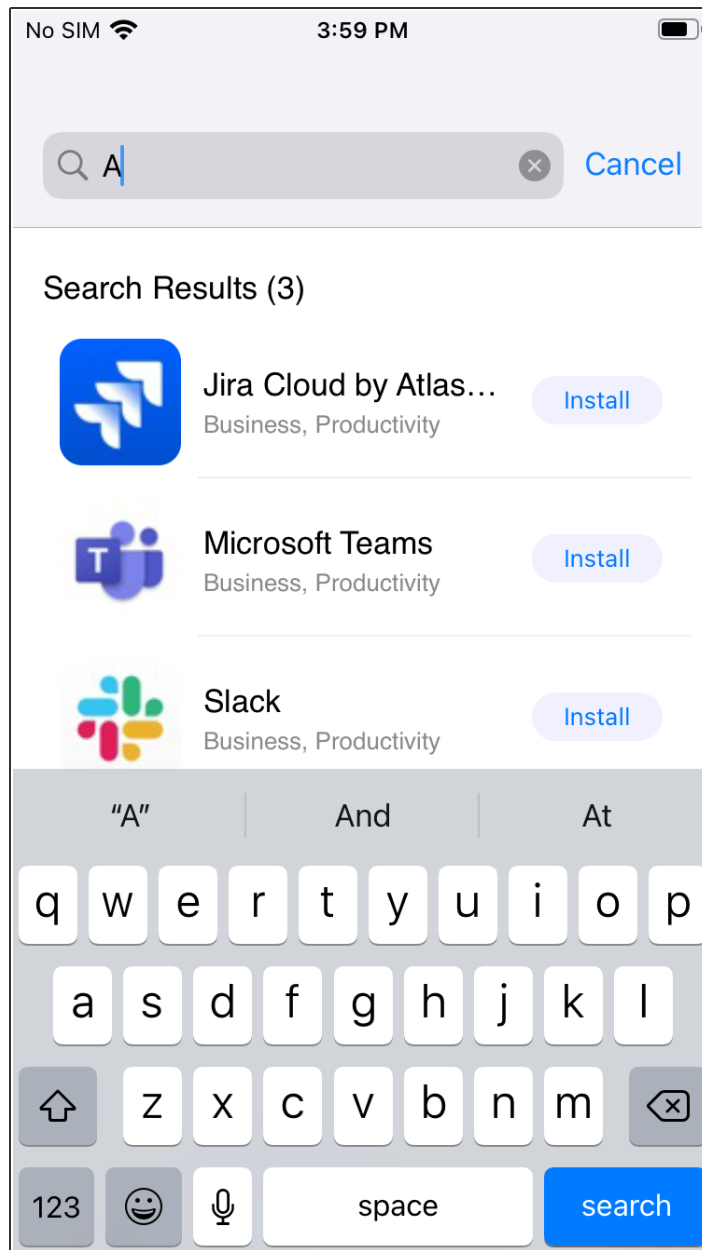 No SIM 3:59 PM
A Cancel
Search Results (3)
Jira Cloud by Atlas...
Business, Productivity
Install
T
Microsoft Teams
Business, Productivity
Install
Slack
Business, Productivity
Install
“A” And At
q w e r t y u i o p
a s d f g h j k l
z x c v b n m
123 space search